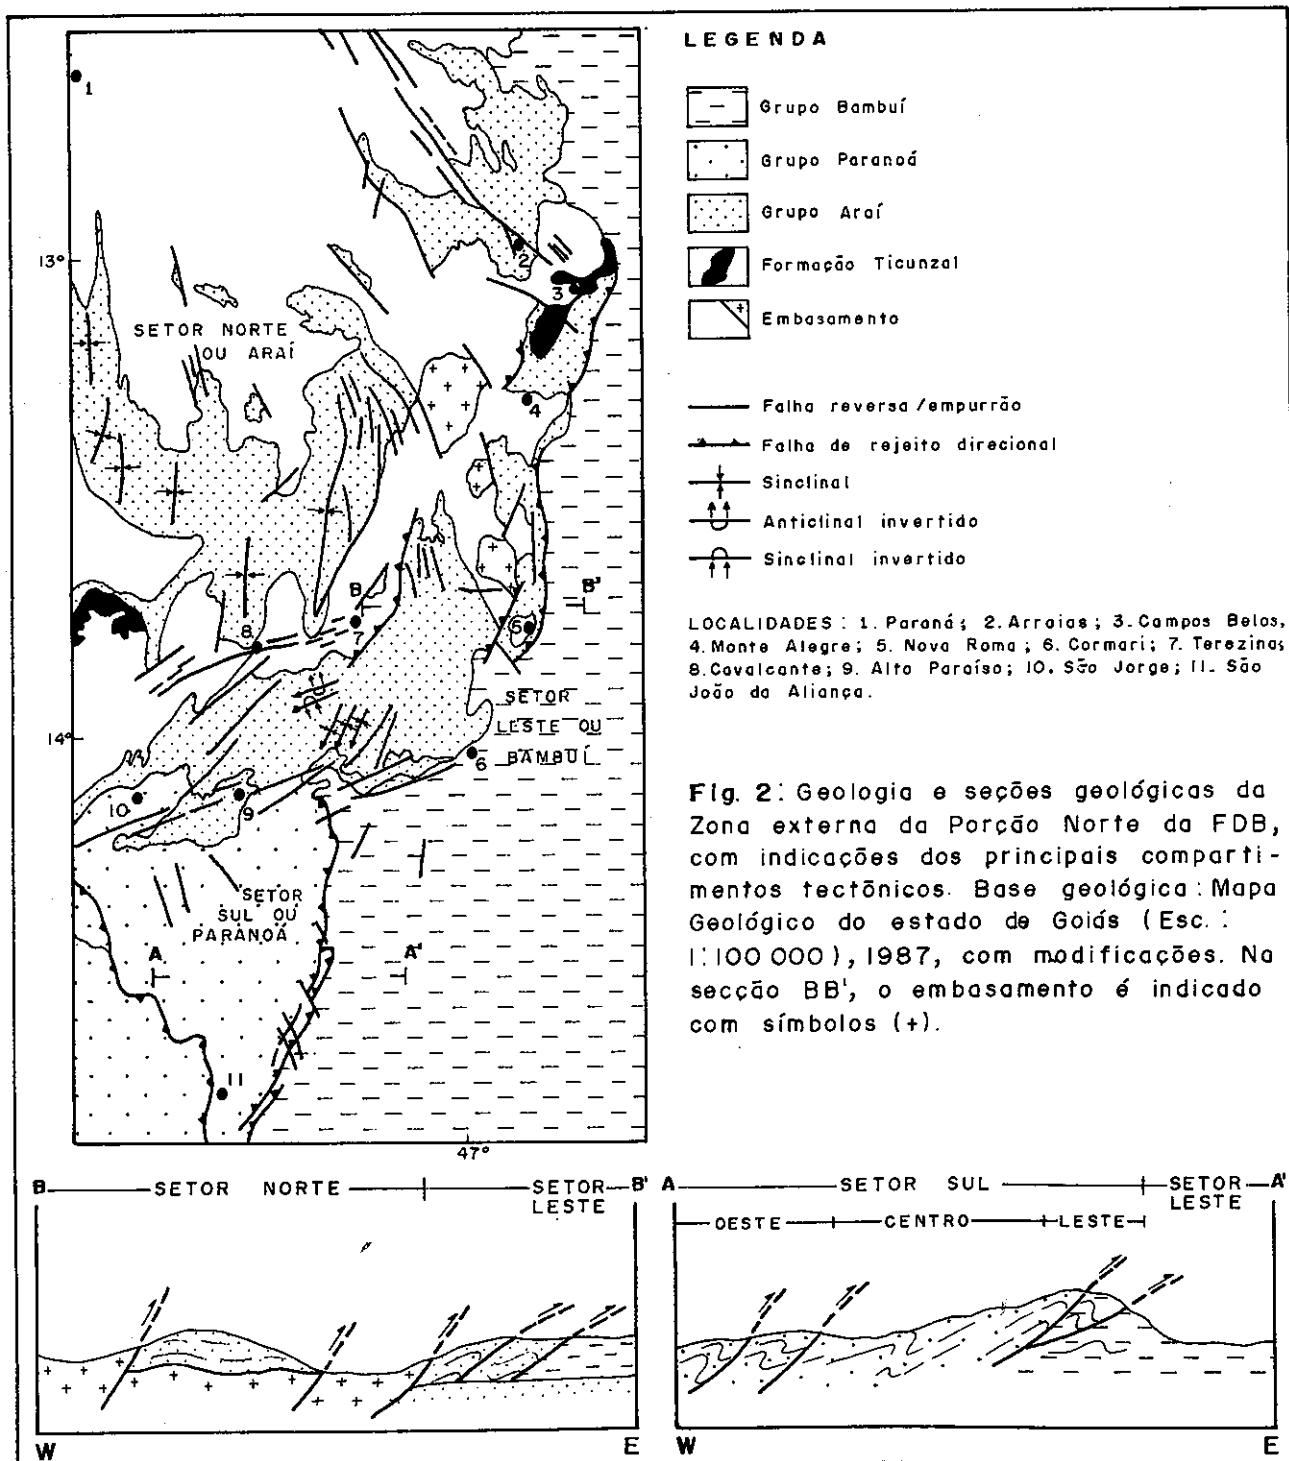 LEGENDA
Grupo Bambuí
Grupo Paranoá
Grupo Araí
Formação Ticunzal
Embasamento
Falha reversa/empurrão
Falha de rejeito direcional
Sinclinal
Anticlinal invertido
Sinclinal invertido
LOCALIDADES: 1. Paranã; 2. Arraias; 3. Campos Belos,
4. Monte Alegre; 5. Nova Roma; 6. Cormari; 7. Terezina;
8. Cavalcante; 9. Alto Paraíso; 10. São Jorge; 11. São
João da Aliança.
Fig. 2: Geologia e seções geológicas da
Zona externa da Porção Norte da FDB,
com indicações dos principais comparti-
mentos tectônicos. Base geológica: Mapa
Geológico do estado de Goiás (Esc.:
1:100 000), 1987, com modificações. Na
secção BB', o embasamento é indicado
com símbolos (+).
1
13°
2
3
SETOR NORTE
OU ARAÍ
4
B
B'
5
8
7
SETOR
LESTE OU
BAMBUÍ
14°
6
10
9
SETOR
SUL OU
PARANOÁ
A
A'
11
47°
B SETOR NORTE SETOR LESTE B'
W E
A SETOR SUL SETOR LESTE A'
OESTE CENTRO LESTE
W E